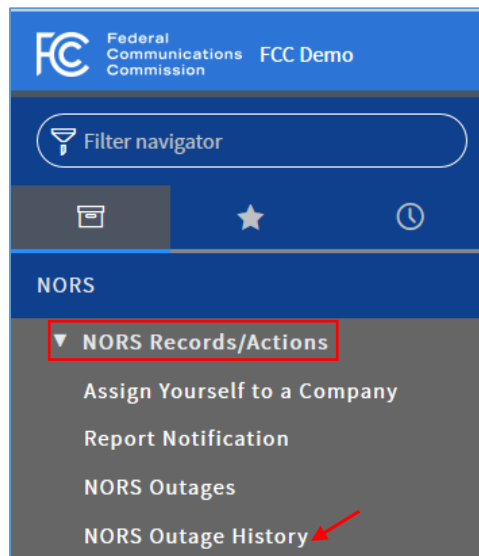 Federal
Communications
Commission
FCC Demo
Filter navigator
NORS
NORS Records/Actions
Assign Yourself to a Company
Report Notification
NORS Outages
NORS Outage History